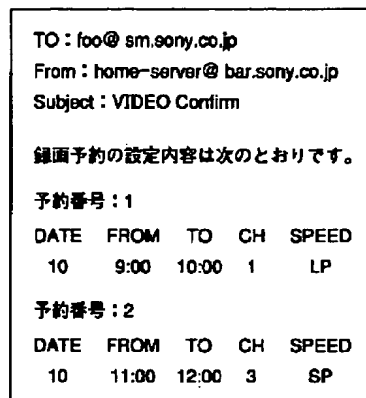 TO：foo@ sm.sony.co.jp
From：home-server@ bar.sony.co.jp
Subject：VIDEO Confirm
録画予約の設定内容は次のとおりです。
予約番号：1
DATE FROM TO CH SPEED
10 9:00 10:00 1 LP
予約番号：2
DATE FROM TO CH SPEED
10 11:00 12:00 3 SP